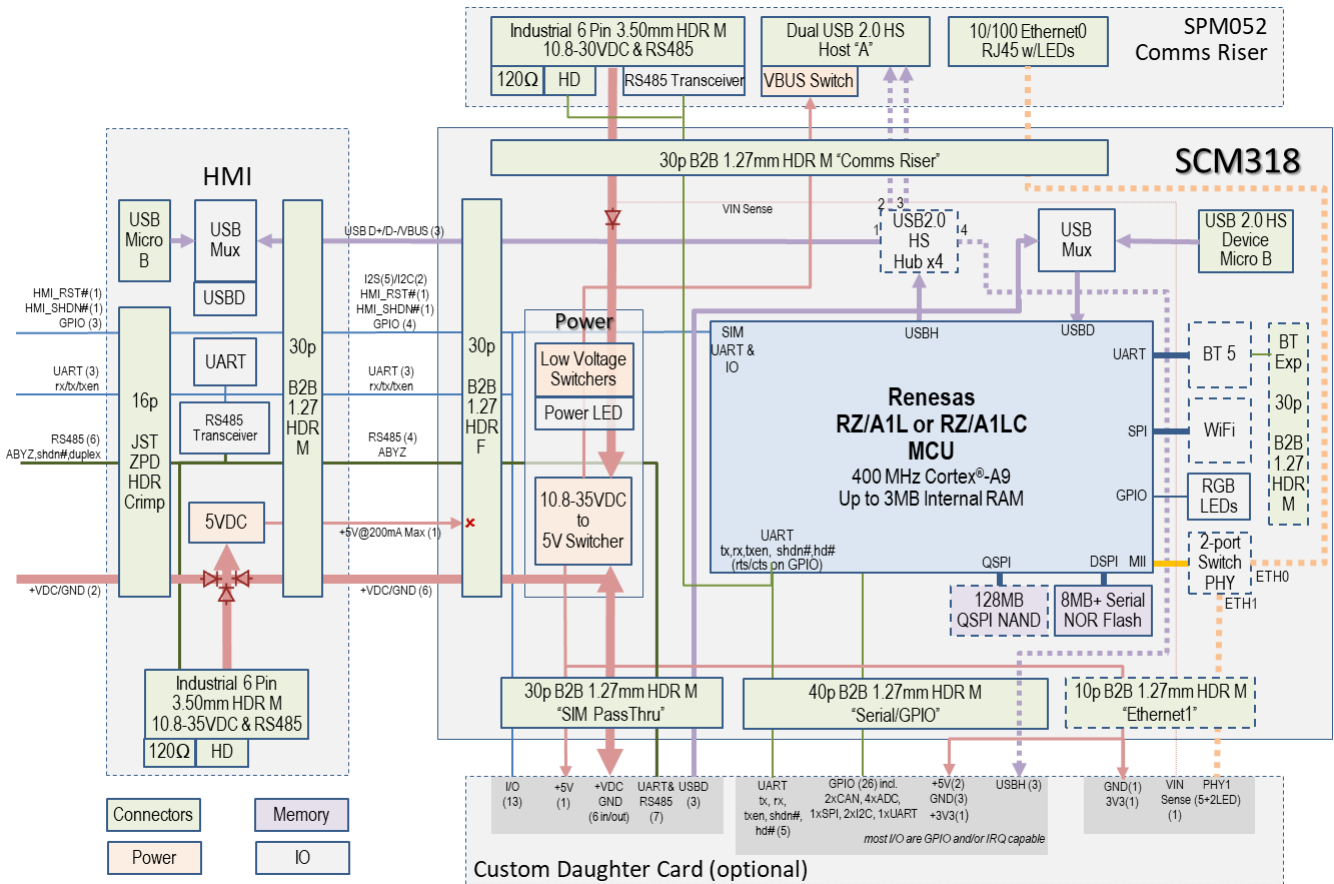 SPM052
Comms Riser
Industrial 6 Pin 3.50mm HDR M
10.8-30VDC & RS485
120Ω
HD
RS485 Transceiver
Dual USB 2.0 HS
Host "A"
VBUS Switch
10/100 Ethernet0
RJ45 w/LEDs
30p B2B 1.27mm HDR M "Comms Riser"
SCM318
HMI
USB
Micro
B
USB
Mux
USBD
30p
B2B
1.27
HDR
M
HMI_RST#(1)
HMI_SHDN#(1)
GPIO (3)
UART (3)
rx/tx/txen
RS485 (6)
ABYZ,shdn#,duplex
+VDC/GND (2)
16p
JST
ZPD
HDR
Crimp
UART
RS485
Transceiver
5VDC
Industrial 6 Pin
3.50mm HDR M
10.8-35VDC & RS485
120Ω
HD
USB D+/D-/VBUS (3)
I2S(5)/I2C(2)
HMI_RST#(1)
HMI_SHDN#(1)
GPIO (4)
UART (3)
rx/tx/txen
RS485 (4)
ABYZ
+5V@200mA Max (1)
+VDC/GND (6)
30p
B2B
1.27
HDR
F
Power
Low Voltage
Switchers
Power LED
10.8-35VDC
to
5V Switcher
VIN Sense
1
2
3
4
USB2.0
HS
Hub x4
USB
Mux
USB 2.0 HS
Device
Micro B
SIM
UART &
IO
USBH
USBD
UART
SPI
GPIO
Renesas
RZ/A1L or RZ/A1LC
MCU
400 MHz Cortex®-A9
Up to 3MB Internal RAM
UART
tx,rx,txen, shdn#,hd#
(rts/cts on GPIO)
QSPI
DSPI
MII
BT 5
WiFi
RGB
LEDs
BT
Exp
30p
B2B
1.27
HDR
M
2-port
Switch
PHY
ETH0
ETH1
128MB
QSPI NAND
8MB+ Serial
NOR Flash
30p B2B 1.27mm HDR M
"SIM PassThru"
40p B2B 1.27mm HDR M
"Serial/GPIO"
10p B2B 1.27mm HDR M
"Ethernet1"
I/O
(13)
+5V
(1)
+VDC
GND
(6 in/out)
UART&
RS485
(7)
USBD
(3)
UART
tx, rx,
txen, shdn#,
hd# (5)
GPIO (26) incl.
2xCAN, 4xADC,
1xSPI, 2xI2C, 1xUART
+5V(2)
GND(3)
+3V3(1)
USBH (3)
most I/O are GPIO and/or IRQ capable
GND(1)
3V3(1)
VIN
Sense
(1)
PHY1
(5+2LED)
Custom Daughter Card (optional)
Connectors
Memory
Power
IO